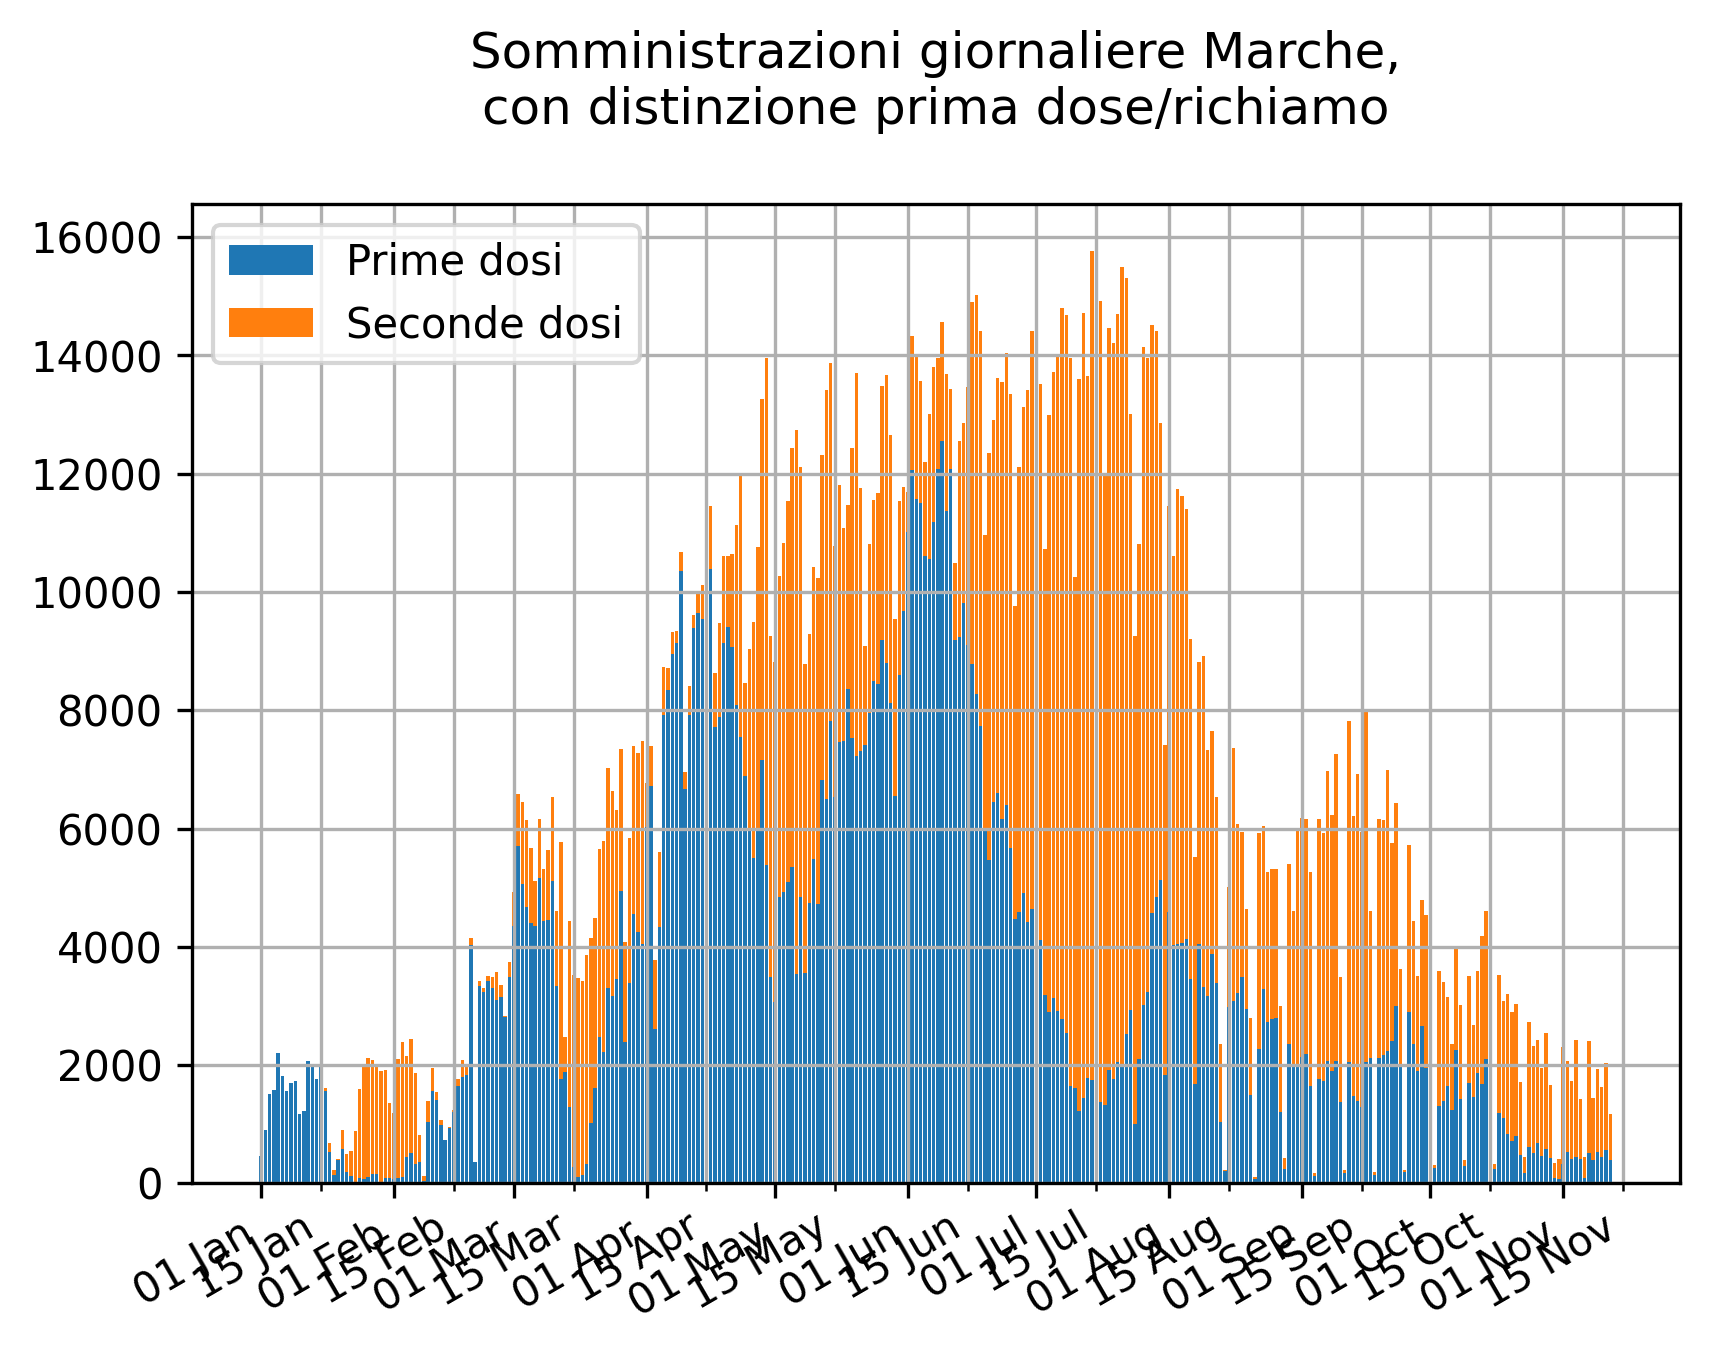 Somministrazioni giornaliere Marche,
con distinzione prima dose/richiamo
Prime dosi
Seconde dosi
16000
14000
12000
10000
8000
6000
4000
2000
0
01 Jan
15 Jan
01 Feb
15 Feb
01 Mar
15 Mar
01 Apr
15 Apr
01 May
15 May
01 Jun
15 Jun
01 Jul
15 Jul
01 Aug
15 Aug
01 Sep
15 Sep
01 Oct
15 Oct
01 Nov
15 Nov